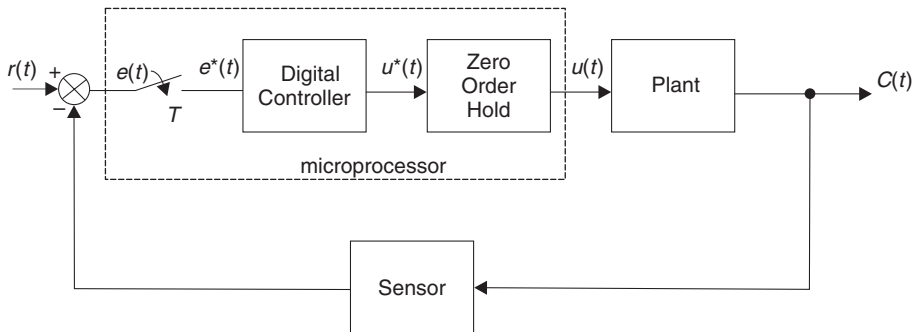 r(t)
+
−
e(t)
T
e*(t)
Digital
Controller
u*(t)
Zero
Order
Hold
u(t)
Plant
C(t)
microprocessor
Sensor